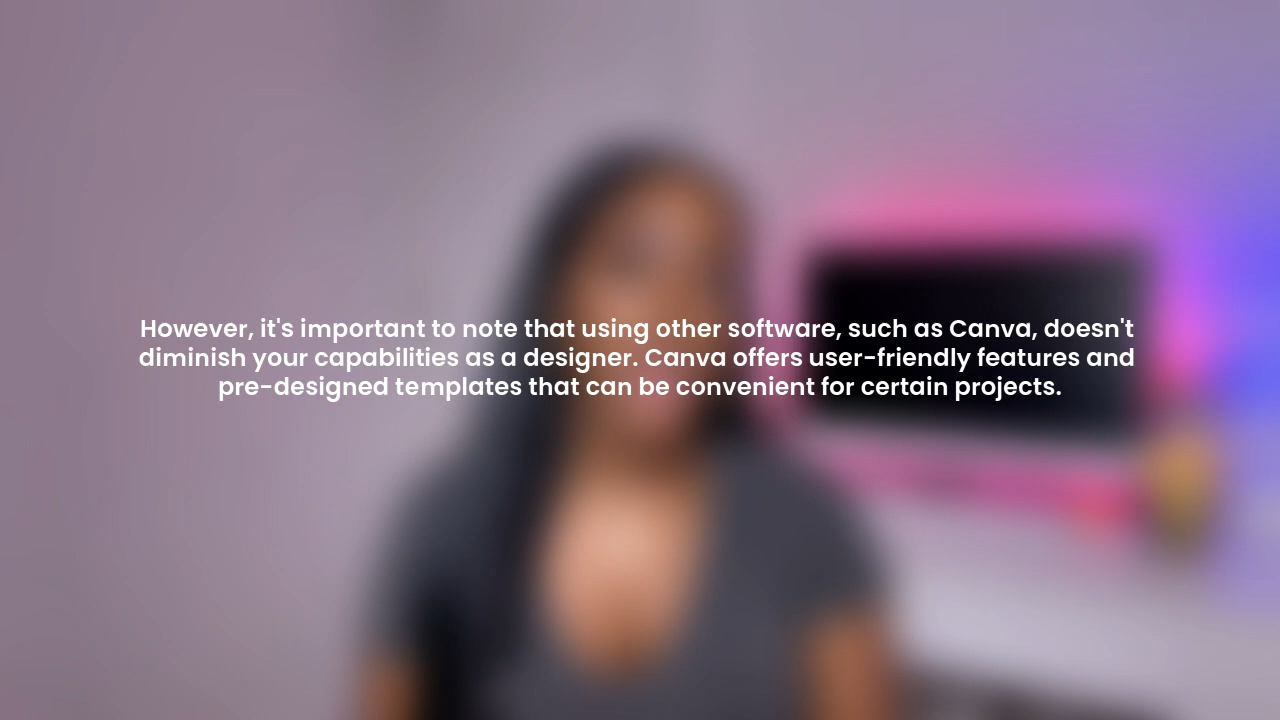 However, it's important to note that using other software, such as Canva, doesn't
diminish your capabilities as a designer. Canva offers user-friendly features and
pre-designed templates that can be convenient for certain projects.